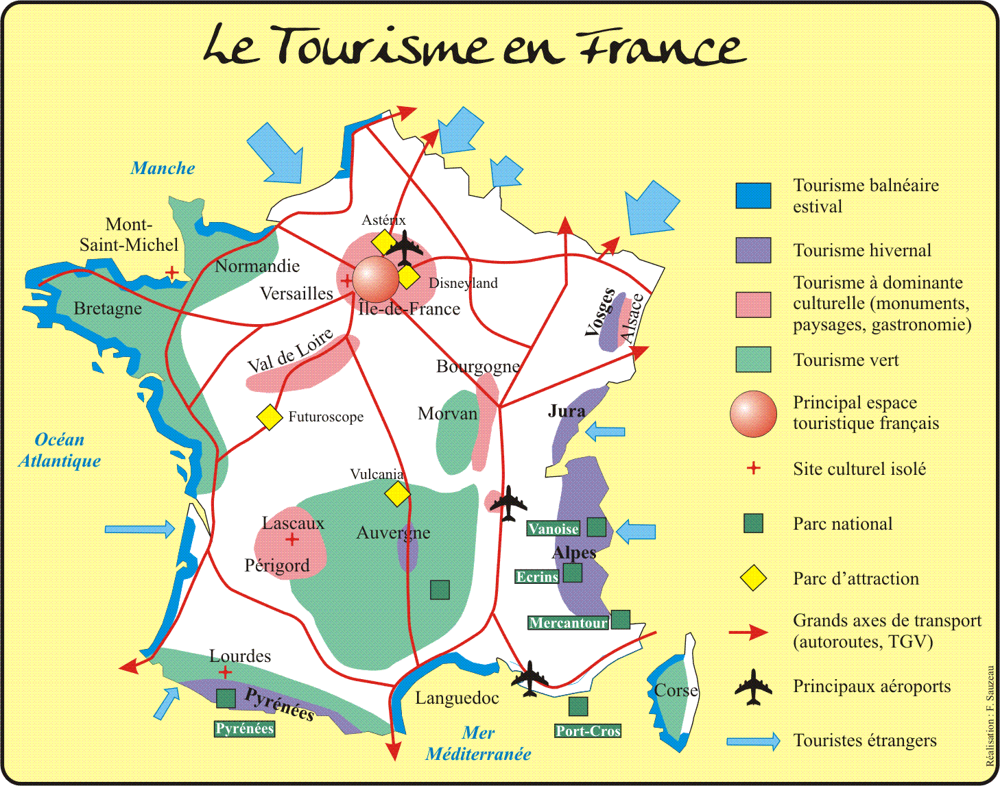 Le Tourisme en France
Manche
Mont-
Saint-Michel
Normandie
Bretagne
Astérix
Versailles
Disneyland
Île-de-France
Vosges
Alsace
Val de Loire
Bourgogne
Futuroscope
Morvan
Jura
Océan
Atlantique
Vulcania
Lascaux
Auvergne
Périgord
Vanoise
Alpes
Ecrins
Mercantour
Lourdes
Pyrénées
Pyrénées
Languedoc
Corse
Port-Cros
Mer
Méditerranée
Tourisme balnéaire
estival
Tourisme hivernal
Tourisme à dominante
culturelle (monuments,
paysages, gastronomie)
Tourisme vert
Principal espace
touristique français
Site culturel isolé
Parc national
Parc d'attraction
Grands axes de transport
(autoroutes, TGV)
Principaux aéroports
Touristes étrangers
Réalisation : F. Sauzeau